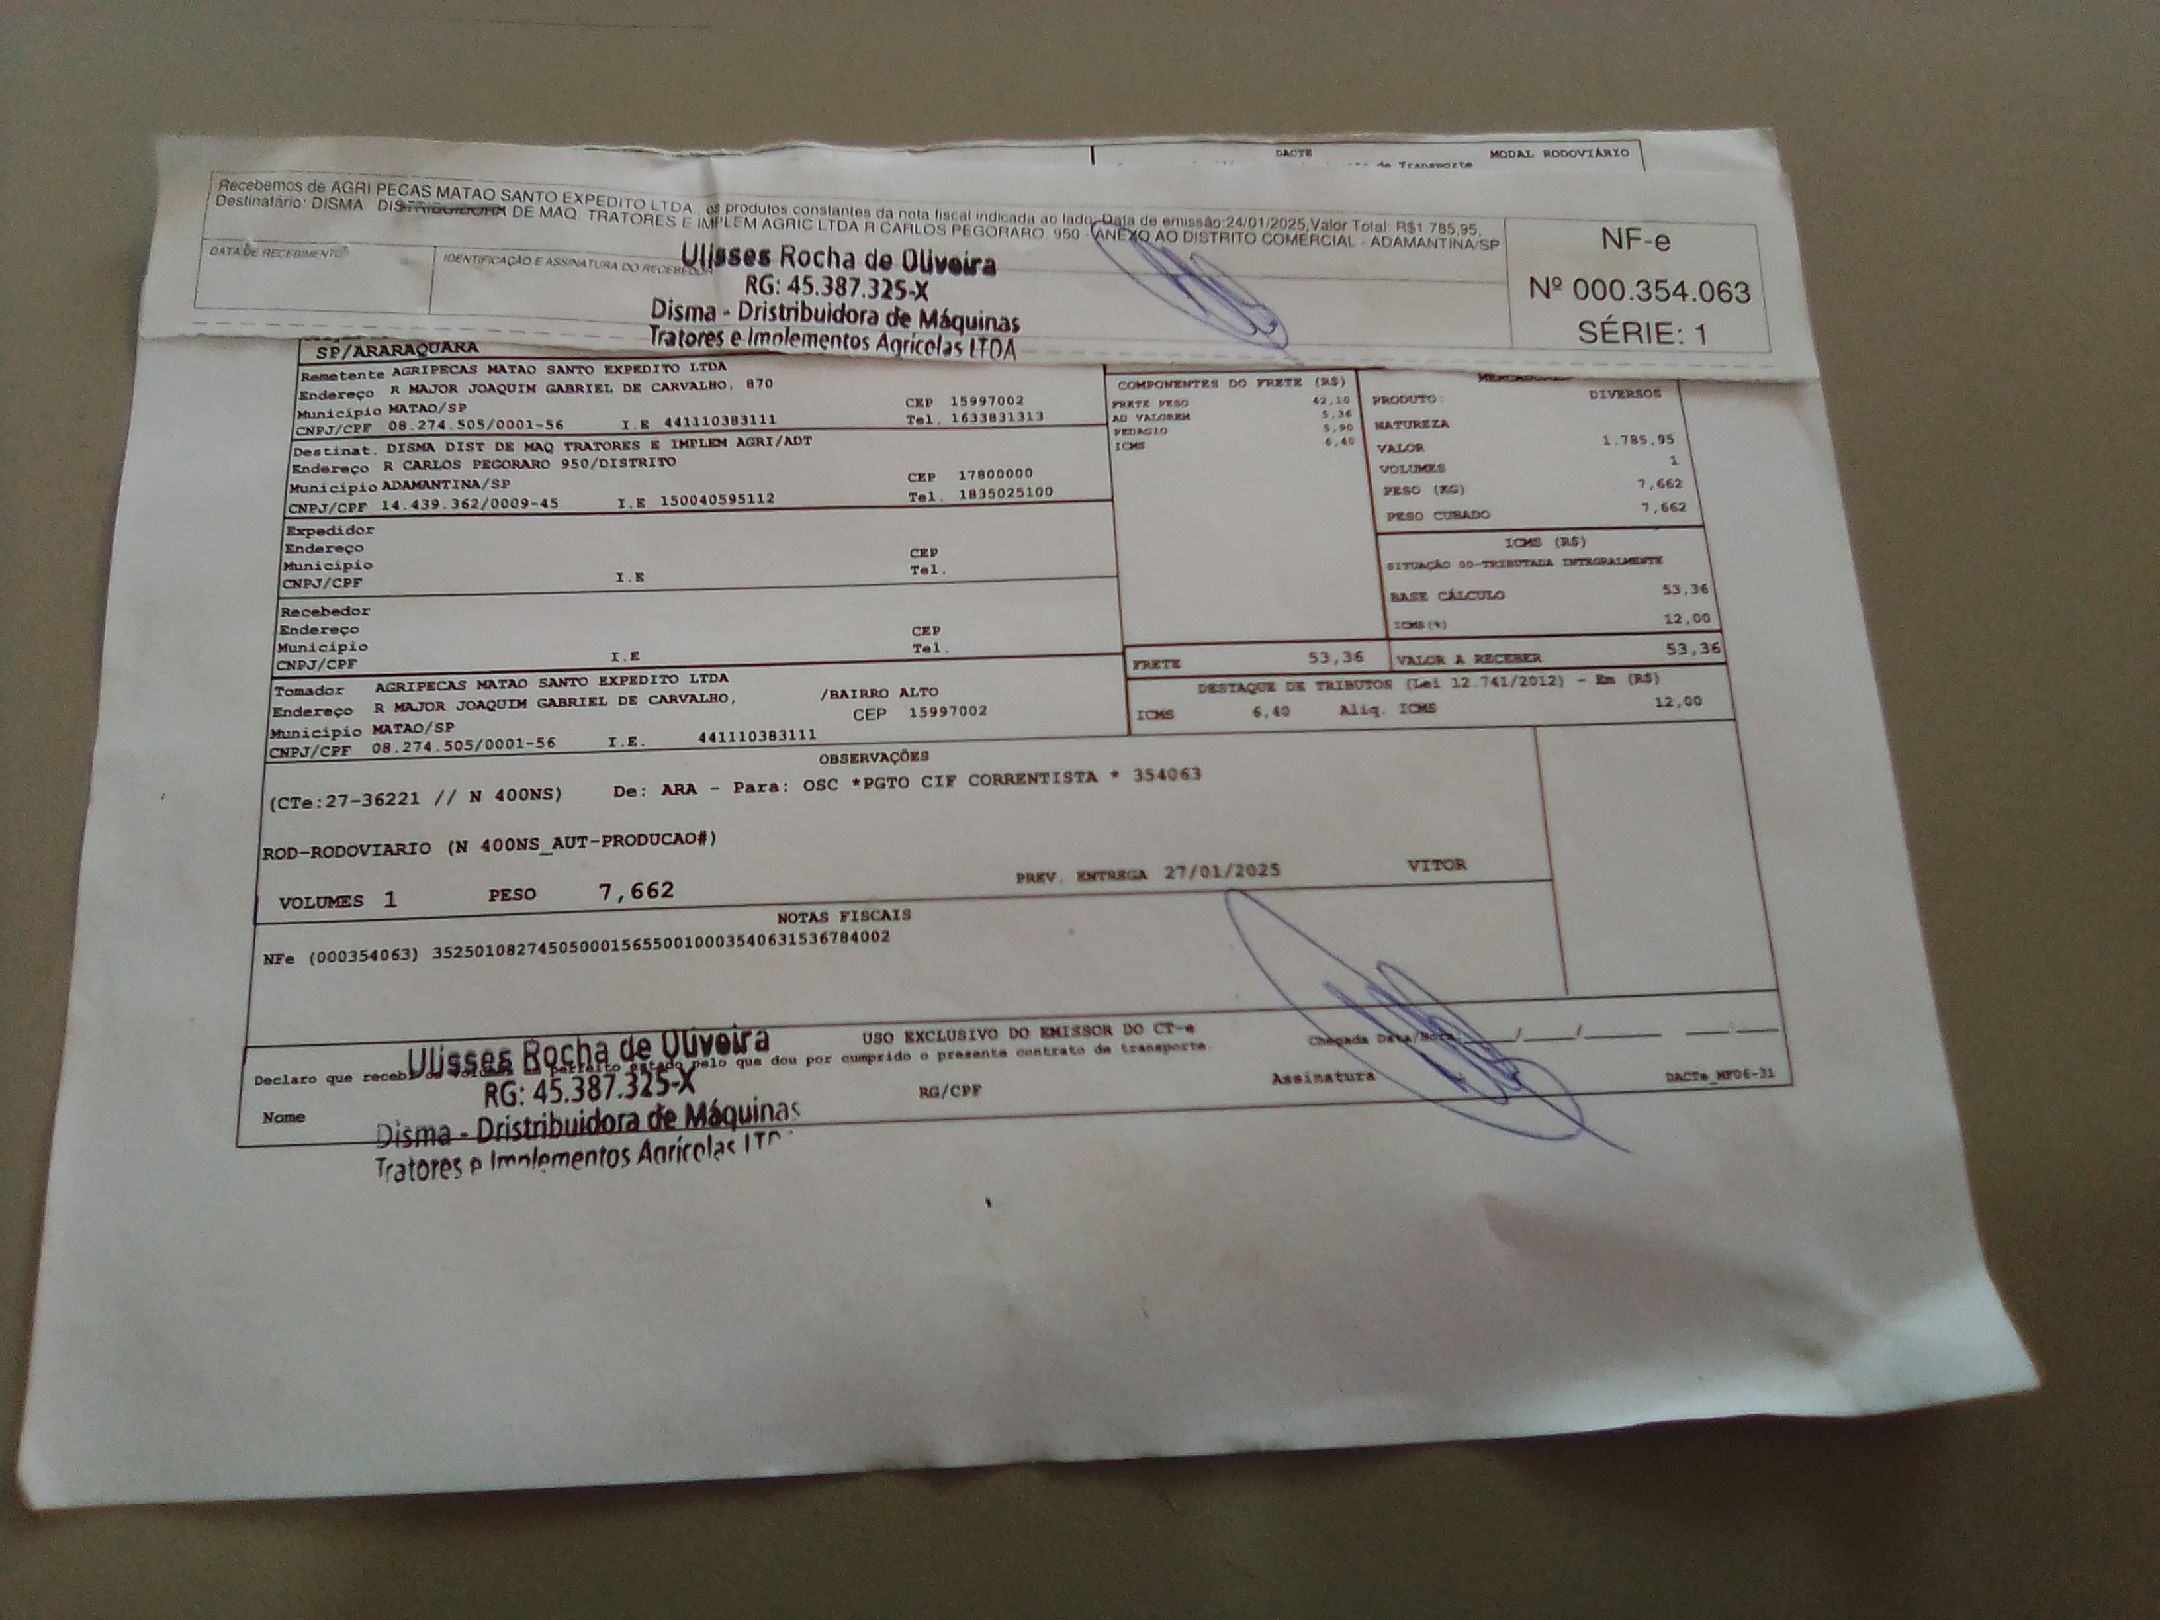 DACTE MODAL RODOVIÁRIO
de Transporte
Recebemos de AGRI PECAS MATAO SANTO EXPEDITO LTDA , os produtos constantes da nota fiscal indicada ao lado. Data de emissão:24/01/2025,Valor Total: R$1.785,95,
Destinatário: DISMA DISTRIBUIDORA DE MAQ. TRATORES E IMPLEM AGRIC LTDA R CARLOS PEGORARO, 950 - ANEXO AO DISTRITO COMERCIAL - ADAMANTINA/SP
NF-e
Nº 000.354.063
SÉRIE: 1
DATA DE RECEBIMENTO
IDENTIFICAÇÃO E ASSINATURA DO RECEBEDOR
Ulisses Rocha de Oliveira
RG: 45.387.325-X
Disma - Dristribuidora de Máquinas
Tratores e Implementos Agrícolas LTDA
SP/ARARAQUARA
Remetente AGRIPECAS MATAO SANTO EXPEDITO LTDA
Endereço R MAJOR JOAQUIM GABRIEL DE CARVALHO, 870
Município MATAO/SP CEP 15997002
CNPJ/CPF 08.274.505/0001-56 I.E 441110383111 Tel. 1633831313
Destinat. DISMA DIST DE MAQ TRATORES E IMPLEM AGRI/ADT
Endereço R CARLOS PEGORARO 950/DISTRITO
Município ADAMANTINA/SP CEP 17800000
CNPJ/CPF 14.439.362/0009-45 I.E 150040595112 Tel. 1835025100
Expedidor
Endereço
Município CEP
CNPJ/CPF I.E Tel.
Recebedor
Endereço
Município CEP
CNPJ/CPF I.E Tel.
Tomador AGRIPECAS MATAO SANTO EXPEDITO LTDA
Endereço R MAJOR JOAQUIM GABRIEL DE CARVALHO, /BAIRRO ALTO
Município MATAO/SP CEP 15997002
CNPJ/CPF 08.274.505/0001-56 I.E. 441110383111
COMPONENTES DO FRETE (R$)
FRETE PESO 42,10
AD VALOREM 5,36
PEDAGIO 5,90
ICMS 6,40
PRODUTO: DIVERSOS
NATUREZA
VALOR 1.785,95
VOLUMES 1
PESO (KG) 7,662
PESO CUBADO 7,662
ICMS (R$)
SITUAÇÃO 00-TRIBUTADA INTEGRALMENTE
BASE CÁLCULO 53,36
ICMS(%) 12,00
FRETE 53,36 VALOR A RECEBER 53,36
DESTAQUE DE TRIBUTOS (Lei 12.741/2012) - Em (R$)
ICMS 6,40 Aliq. ICMS 12,00
OBSERVAÇÕES
(CTe:27-36221 // N 400NS) De: ARA - Para: OSC *PGTO CIF CORRENTISTA * 354063
ROD-RODOVIARIO (N 400NS_AUT-PRODUCAO#)
VOLUMES 1 PESO 7,662 PREV. ENTREGA 27/01/2025 VITOR
NOTAS FISCAIS
NFe (000354063) 35250108274505000156550010003540631536784002
USO EXCLUSIVO DO EMISSOR DO CT-e
Declaro que recebi os volumes em perfeito estado pelo que dou por cumprido o presente contrato de transporte.
Chegada Data/Hora: ____/____/______ ____:____
Nome RG/CPF Assinatura DACTe_MF06-31
Ulisses Rocha de Oliveira
RG: 45.387.325-X
Disma - Dristribuidora de Máquinas
Tratores e Implementos Agrícolas LTD